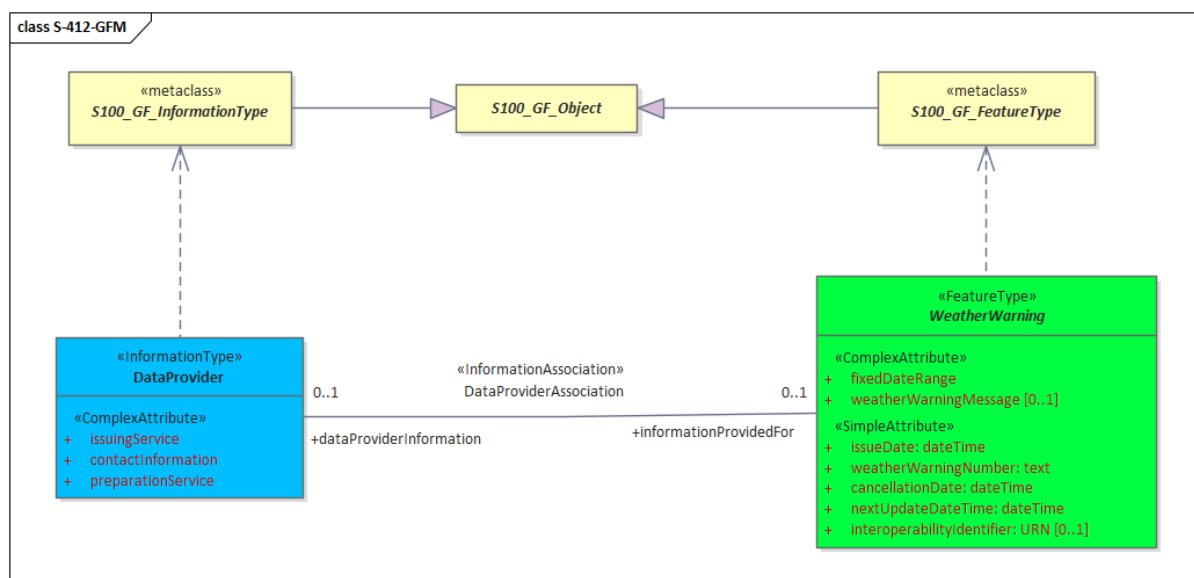 class S-412-GFM
«metaclass»
S100_GF_InformationType
S100_GF_Object
«metaclass»
S100_GF_FeatureType
«InformationType»
DataProvider
«ComplexAttribute»
+ issuingService
+ contactInformation
+ preparationService
0..1
+dataProviderInformation
«InformationAssociation»
DataProviderAssociation
0..1
+informationProvidedFor
«FeatureType»
WeatherWarning
«ComplexAttribute»
+ fixedDateRange
+ weatherWarningMessage [0..1]
«SimpleAttribute»
+ issueDate: dateTime
+ weatherWarningNumber: text
+ cancellationDate: dateTime
+ nextUpdateDateTime: dateTime
+ interoperabilityIdentifier: URN [0..1]